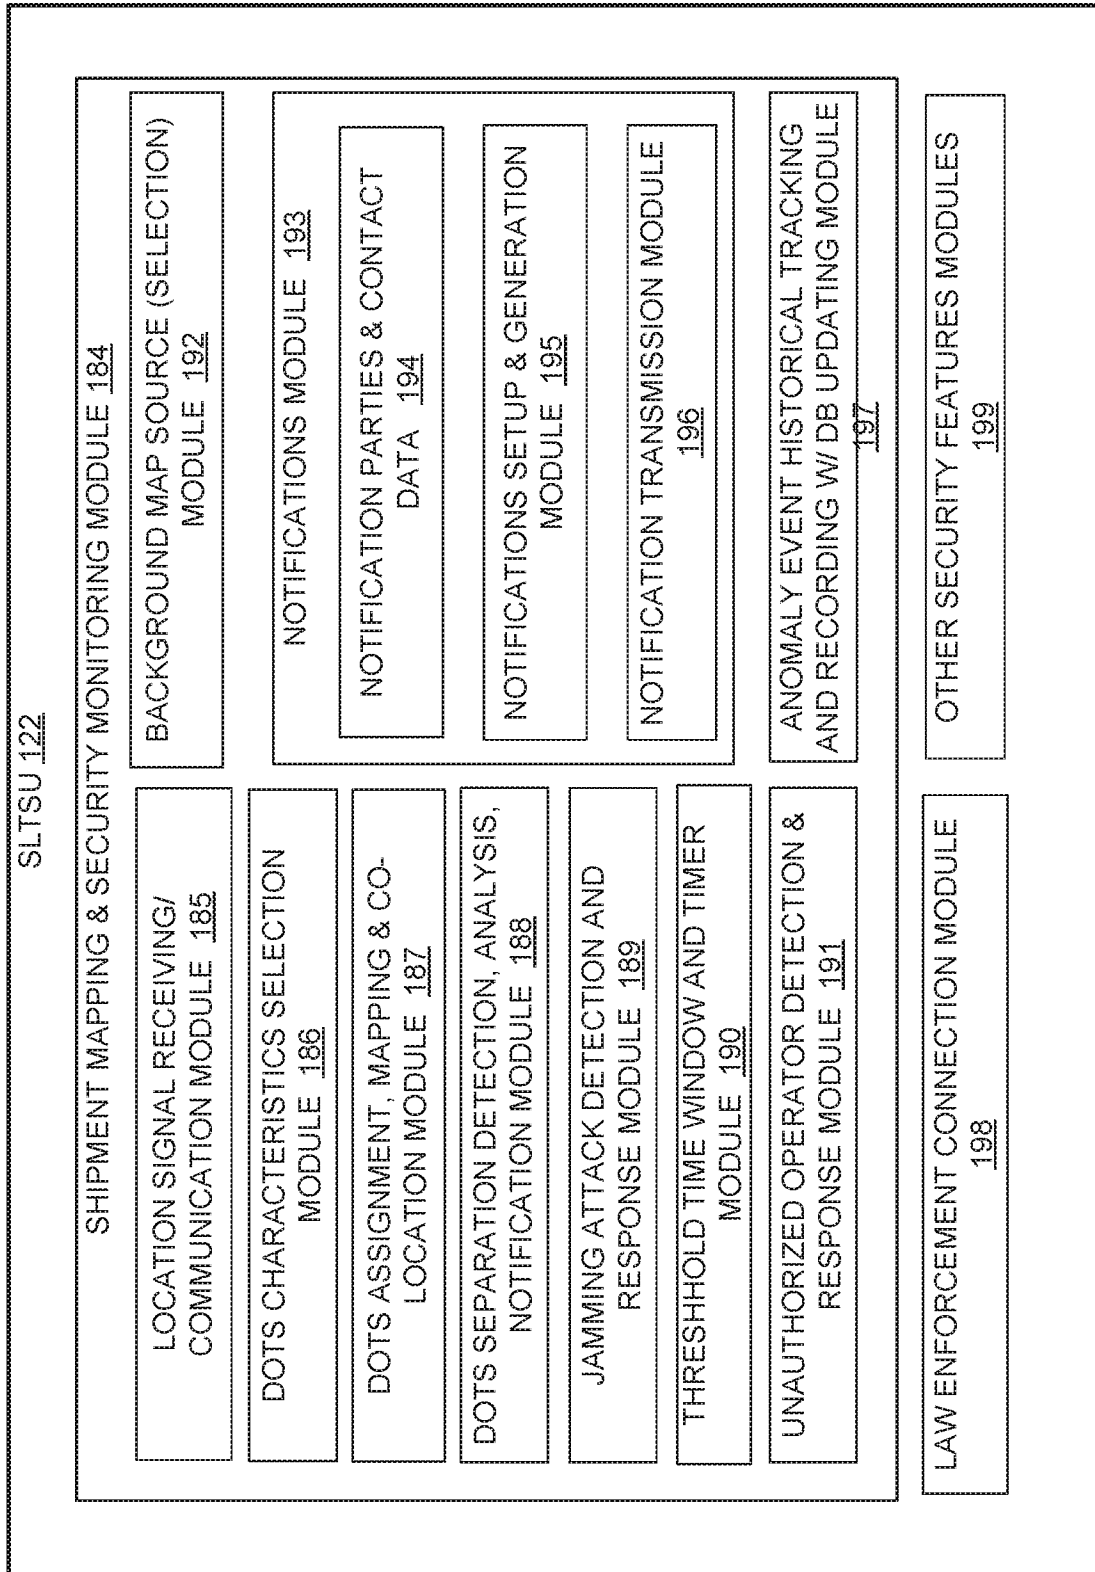 SLTSU 122
SHIPMENT MAPPING & SECURITY MONITORING MODULE 184
LOCATION SIGNAL RECEIVING/
COMMUNICATION MODULE 185
DOTS CHARACTERISTICS SELECTION
MODULE 186
DOTS ASSIGNMENT, MAPPING & CO-
LOCATION MODULE 187
DOTS SEPARATION DETECTION, ANALYSIS,
NOTIFICATION MODULE 188
JAMMING ATTACK DETECTION AND
RESPONSE MODULE 189
THRESHHOLD TIME WINDOW AND TIMER
MODULE 190
UNAUTHORIZED OPERATOR DETECTION &
RESPONSE MODULE 191
BACKGROUND MAP SOURCE (SELECTION)
MODULE 192
NOTIFICATIONS MODULE 193
NOTIFICATION PARTIES & CONTACT
DATA 194
NOTIFICATIONS SETUP & GENERATION
MODULE 195
NOTIFICATION TRANSMISSION MODULE
196
ANOMALY EVENT HISTORICAL TRACKING
AND RECORDING W/ DB UPDATING MODULE
197
LAW ENFORCEMENT CONNECTION MODULE
198
OTHER SECURITY FEATURES MODULES
199